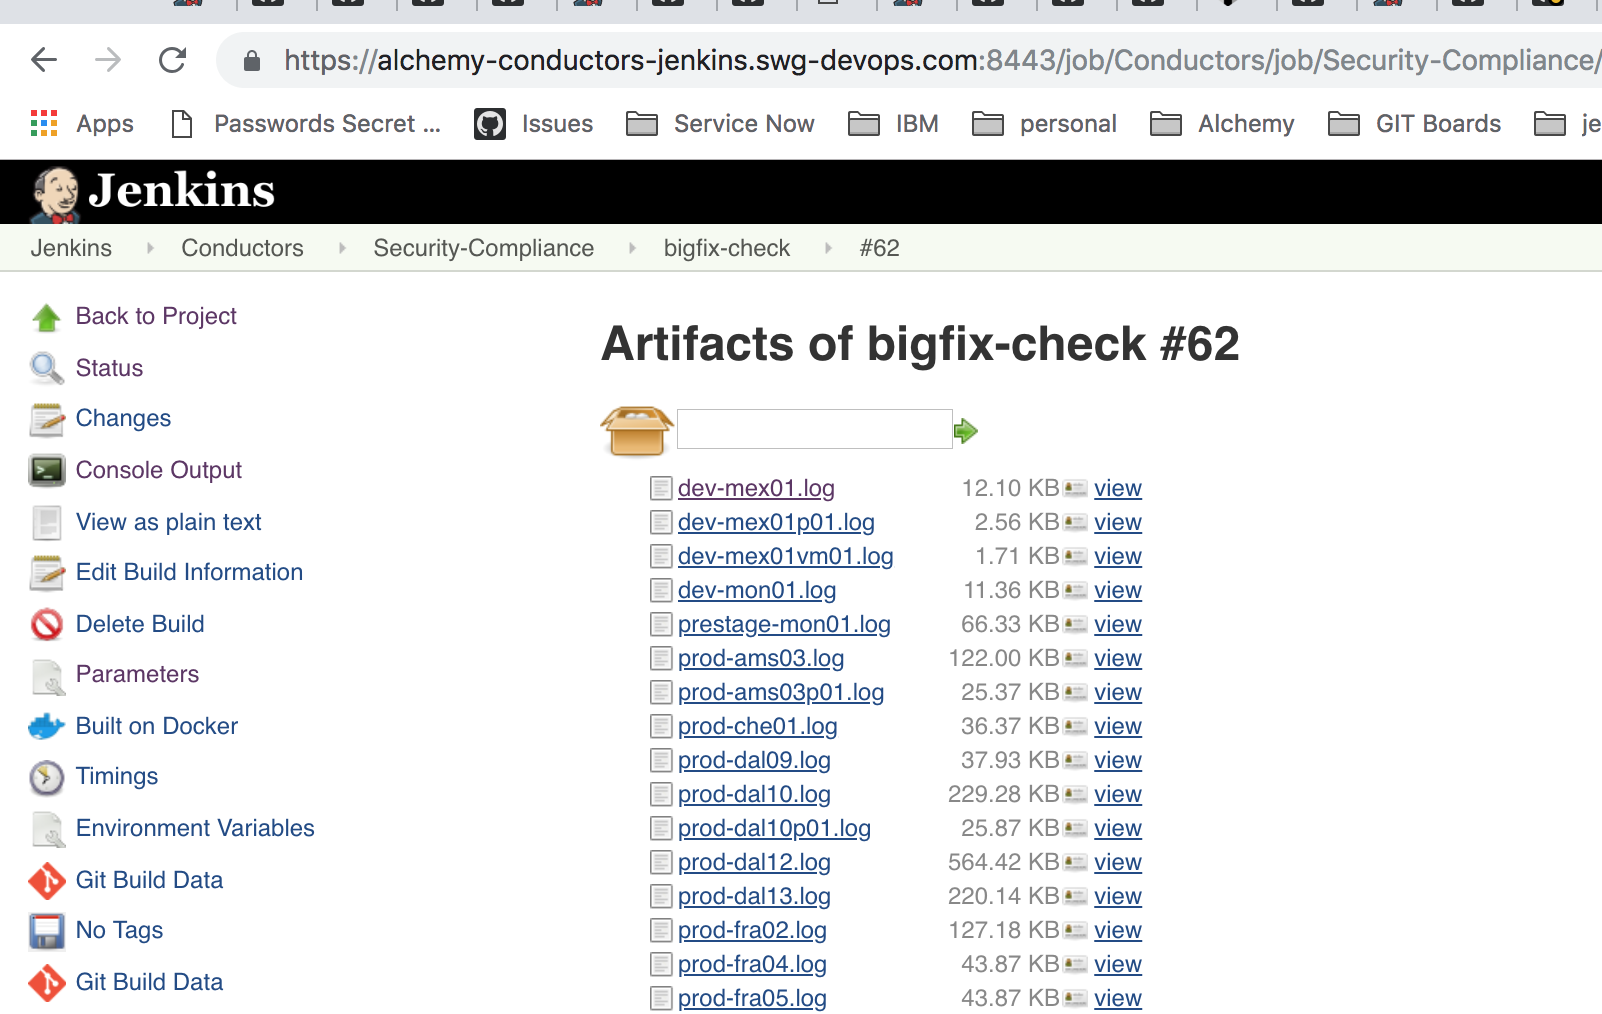 https://alchemy-conductors-jenkins.swg-devops.com:8443/job/Conductors/job/Security-Compliance/
Apps Passwords Secret ... Issues Service Now IBM personal Alchemy GIT Boards je
Jenkins
Jenkins Conductors Security-Compliance bigfix-check #62
Back to Project
Status
Changes
Console Output
View as plain text
Edit Build Information
Delete Build
Parameters
Built on Docker
Timings
Environment Variables
Git Build Data
No Tags
Git Build Data
Artifacts of bigfix-check #62
dev-mex01.log 12.10 KB view
dev-mex01p01.log 2.56 KB view
dev-mex01vm01.log 1.71 KB view
dev-mon01.log 11.36 KB view
prestage-mon01.log 66.33 KB view
prod-ams03.log 122.00 KB view
prod-ams03p01.log 25.37 KB view
prod-che01.log 36.37 KB view
prod-dal09.log 37.93 KB view
prod-dal10.log 229.28 KB view
prod-dal10p01.log 25.87 KB view
prod-dal12.log 564.42 KB view
prod-dal13.log 220.14 KB view
prod-fra02.log 127.18 KB view
prod-fra04.log 43.87 KB view
prod-fra05.log 43.87 KB view